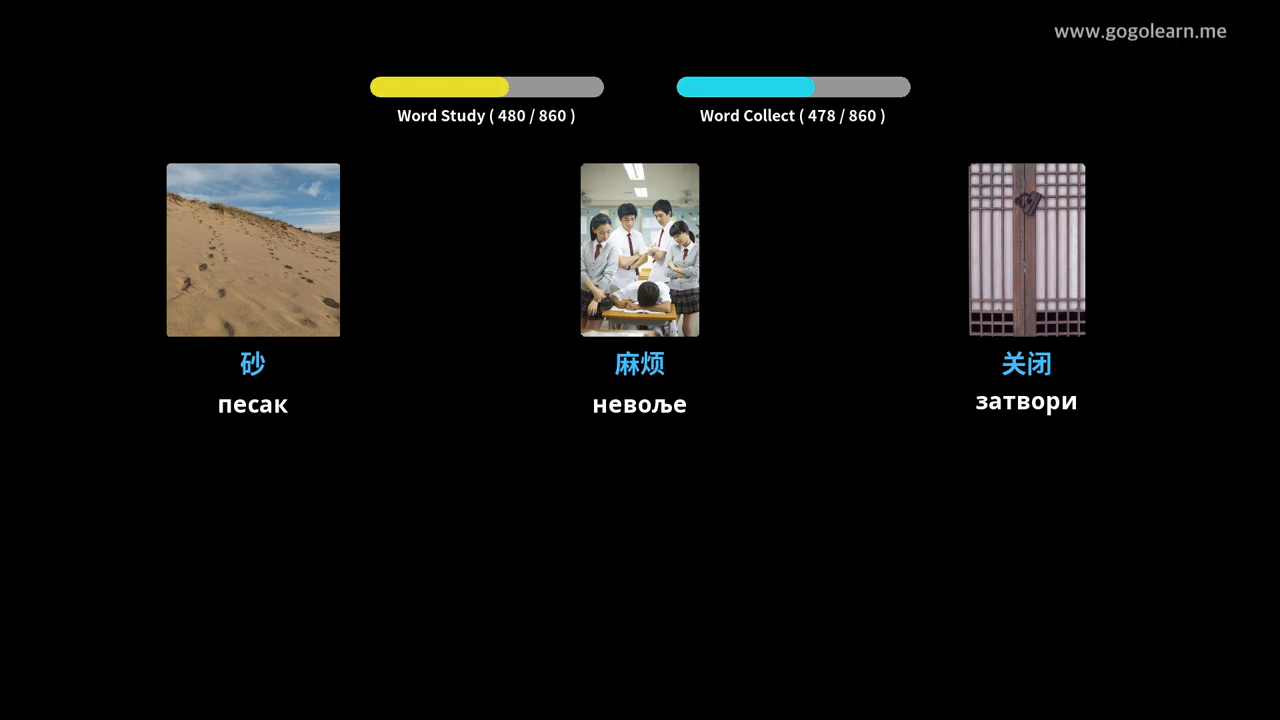 www.gogolearn.me
Word Study ( 480 / 860 )
Word Collect ( 478 / 860 )
砂
麻烦
关闭
песак
невоље
затвори